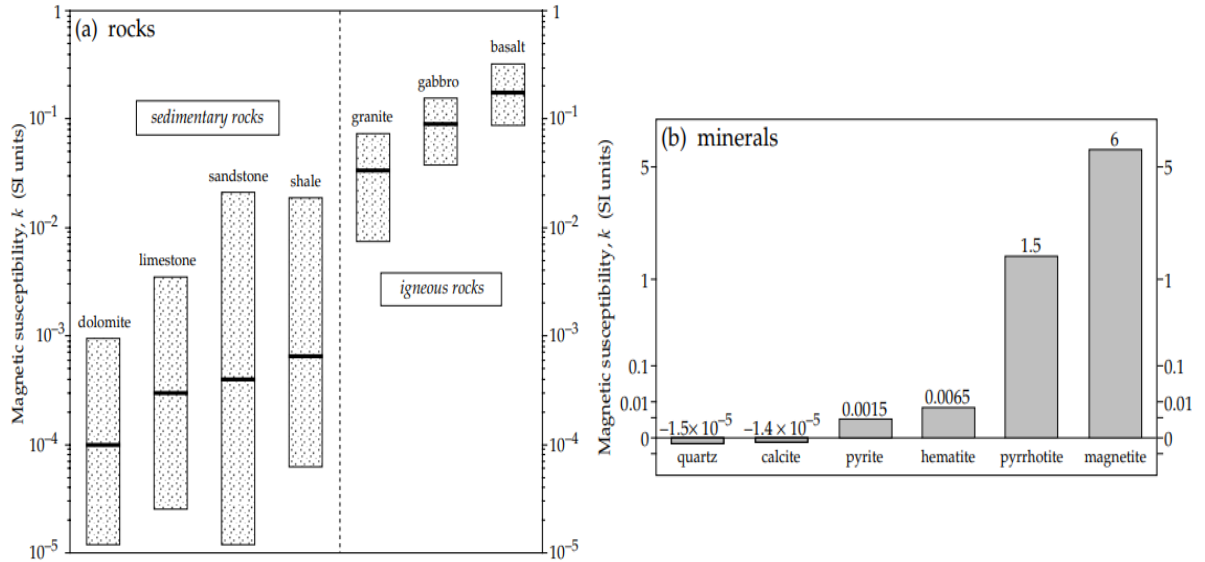 (a) rocks
Magnetic susceptibility, k (SI units)
1
10⁻¹
10⁻²
10⁻³
10⁻⁴
10⁻⁵
sedimentary rocks
dolomite
limestone
sandstone
shale
granite
gabbro
basalt
igneous rocks
1
10⁻¹
10⁻²
10⁻³
10⁻⁴
10⁻⁵
(b) minerals
Magnetic susceptibility, k (SI units)
5
1
0.1
0.01
0
−1.5×10⁻⁵
−1.4 × 10⁻⁵
0.0015
0.0065
1.5
6
quartz
calcite
pyrite
hematite
pyrrhotite
magnetite
5
1
0.1
0.01
0